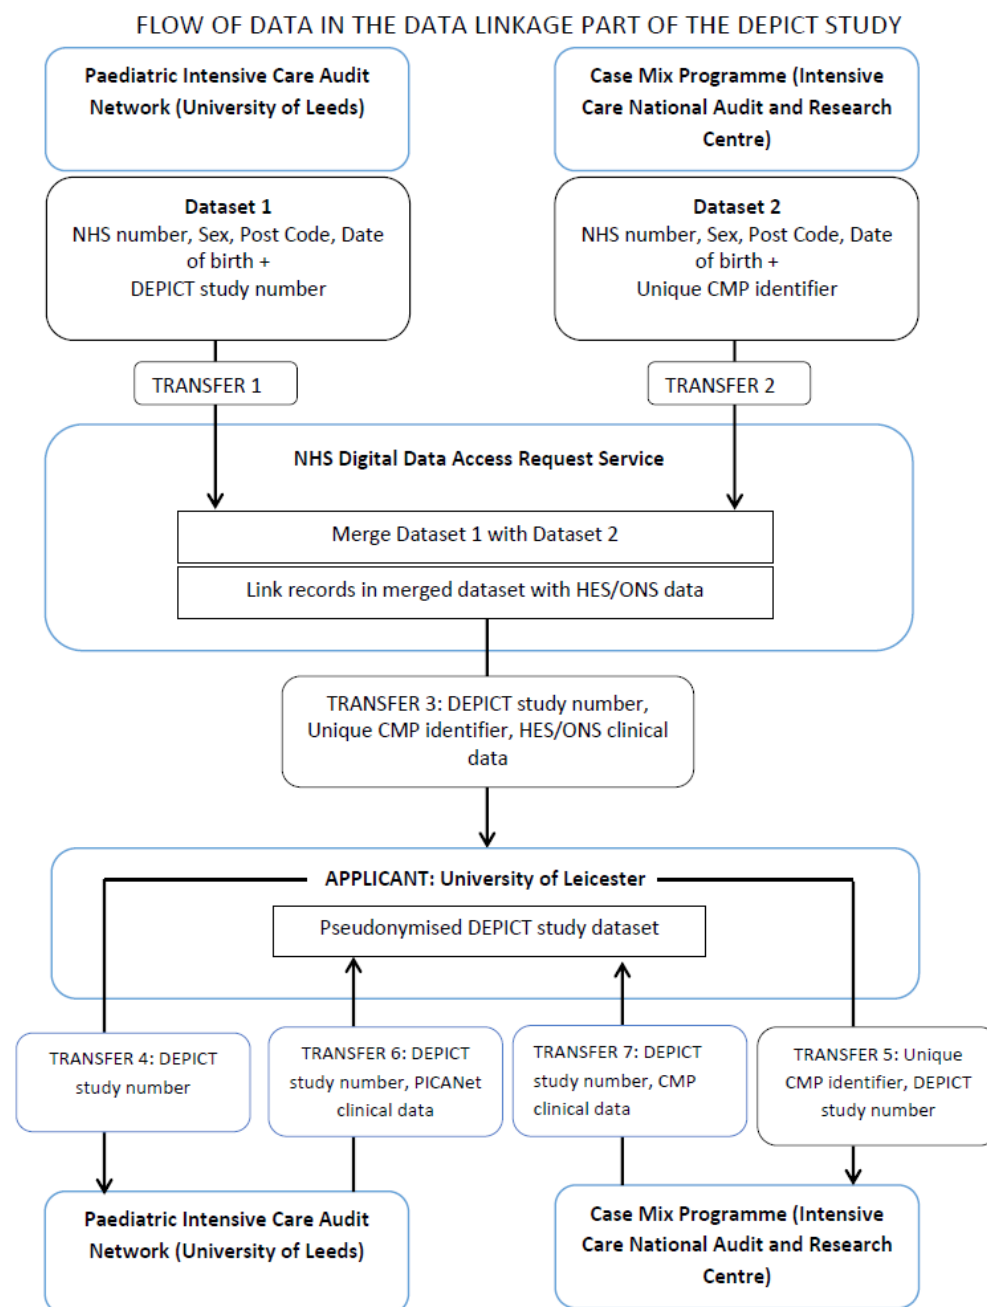 FLOW OF DATA IN THE DATA LINKAGE PART OF THE DEPICT STUDY
Paediatric Intensive Care Audit
Network (University of Leeds)
Case Mix Programme (Intensive
Care National Audit and Research
Centre)
Dataset 1
NHS number, Sex, Post Code, Date
of birth +
DEPICT study number
Dataset 2
NHS number, Sex, Post Code, Date
of birth +
Unique CMP identifier
TRANSFER 1
TRANSFER 2
NHS Digital Data Access Request Service
Merge Dataset 1 with Dataset 2
Link records in merged dataset with HES/ONS data
TRANSFER 3: DEPICT study number,
Unique CMP identifier, HES/ONS clinical
data
APPLICANT: University of Leicester
Pseudonymised DEPICT study dataset
TRANSFER 4: DEPICT
study number
TRANSFER 6: DEPICT
study number, PICANet
clinical data
TRANSFER 7: DEPICT
study number, CMP
clinical data
TRANSFER 5: Unique
CMP identifier, DEPICT
study number
Paediatric Intensive Care Audit
Network (University of Leeds)
Case Mix Programme (Intensive
Care National Audit and Research
Centre)